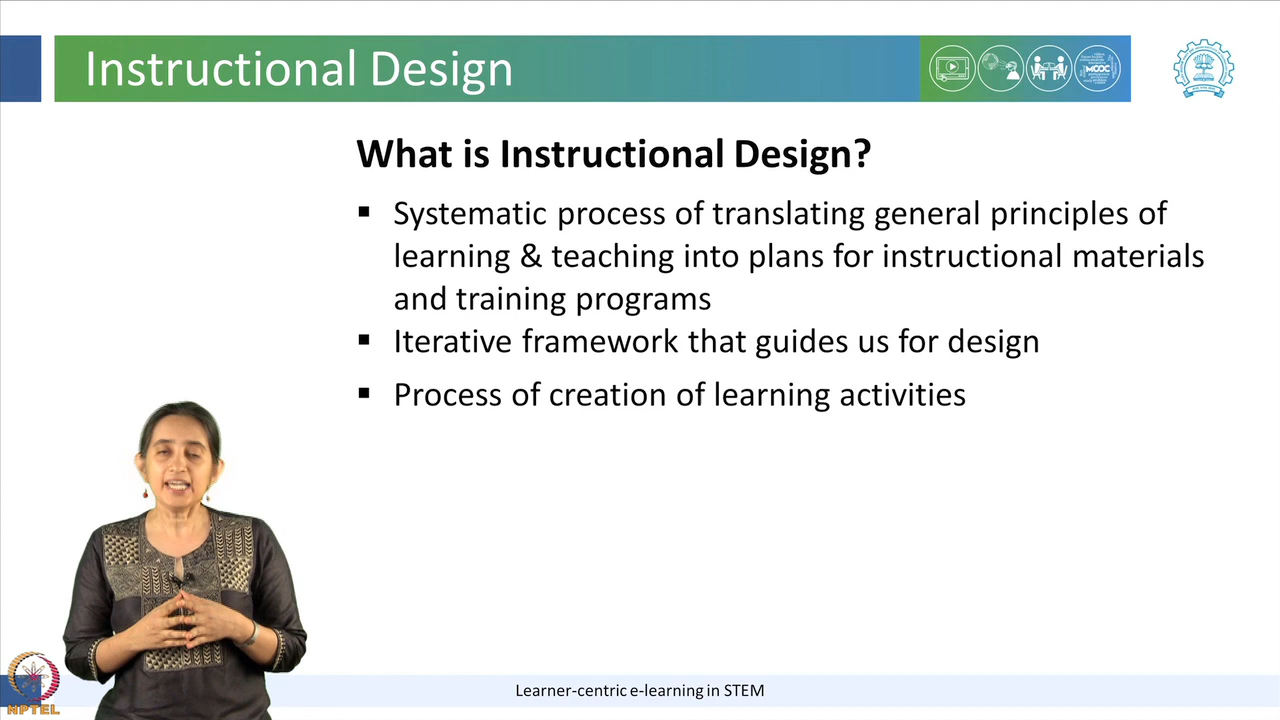 Instructional Design
MOOC
What is Instructional Design?
▪ Systematic process of translating general principles of
learning & teaching into plans for instructional materials
and training programs
▪ Iterative framework that guides us for design
▪ Process of creation of learning activities
Learner-centric e-learning in STEM
NPTEL